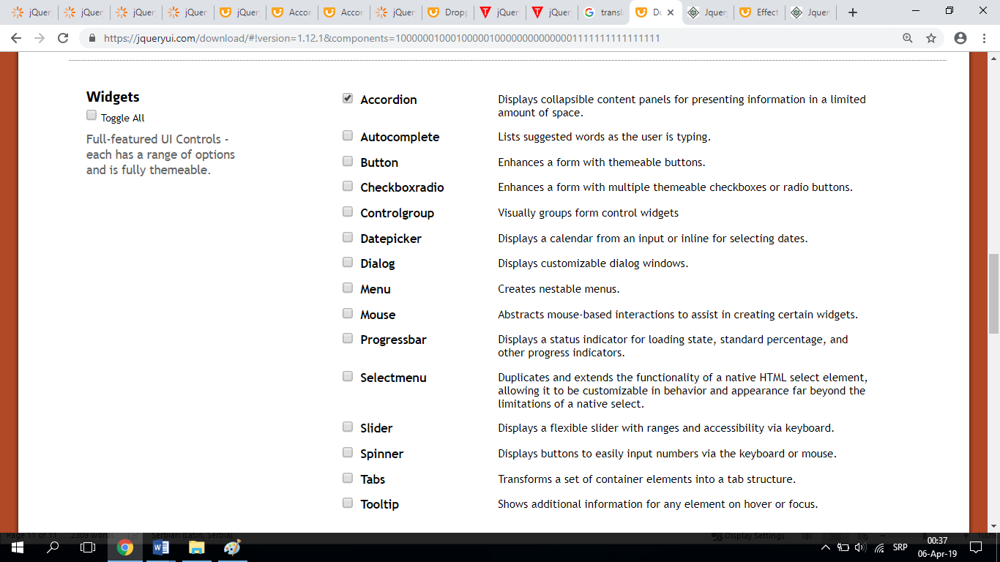 jQuery
jQuery
jQuery
jQuery
jQuery
Accor
Accor
jQuery
Dropp
jQuery
jQuery
transl
Do
Jquery
Effect
Jquer
https://jqueryui.com/download/#!version=1.12.1&components=
Widgets
Toggle All
Full-featured UI Controls -
each has a range of options
and is fully themeable.
Accordion
Displays collapsible content panels for presenting information in a limited
amount of space.
Autocomplete
Lists suggested words as the user is typing.
Button
Enhances a form with themeable buttons.
Checkboxradio
Enhances a form with multiple themeable checkboxes or radio buttons.
Controlgroup
Visually groups form control widgets
Datepicker
Displays a calendar from an input or inline for selecting dates.
Dialog
Displays customizable dialog windows.
Menu
Creates nestable menus.
Mouse
Abstracts mouse-based interactions to assist in creating certain widgets.
Progressbar
Displays a status indicator for loading state, standard percentage, and
other progress indicators.
Selectmenu
Duplicates and extends the functionality of a native HTML select element,
allowing it to be customizable in behavior and appearance far beyond the
limitations of a native select.
Slider
Displays a flexible slider with ranges and accessibility via keyboard.
Spinner
Displays buttons to easily input numbers via the keyboard or mouse.
Tabs
Transforms a set of container elements into a tab structure.
Tooltip
Shows additional information for any element on hover or focus.
Page 11 of 11 2309 words Serbian (Latin, Serbia) Display Settings 100%
SRP
00:37
06-Apr-19